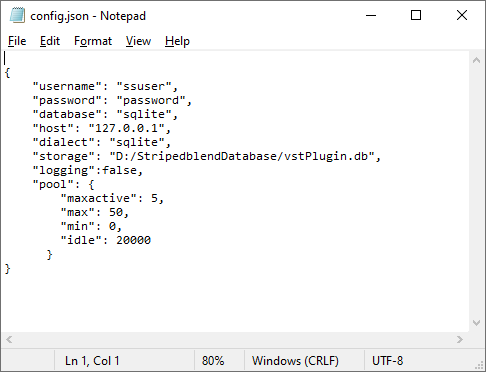 config.json - Notepad
File Edit Format View Help
{
    "username": "ssuser",
    "password": "password",
    "database": "sqlite",
    "host": "127.0.0.1",
    "dialect": "sqlite",
    "storage": "D:/StripedblendDatabase/vstPlugin.db",
    "logging":false,
    "pool": {
        "maxactive": 5,
        "max": 50,
        "min": 0,
        "idle": 20000
      }
}
Ln 1, Col 1 80% Windows (CRLF) UTF-8